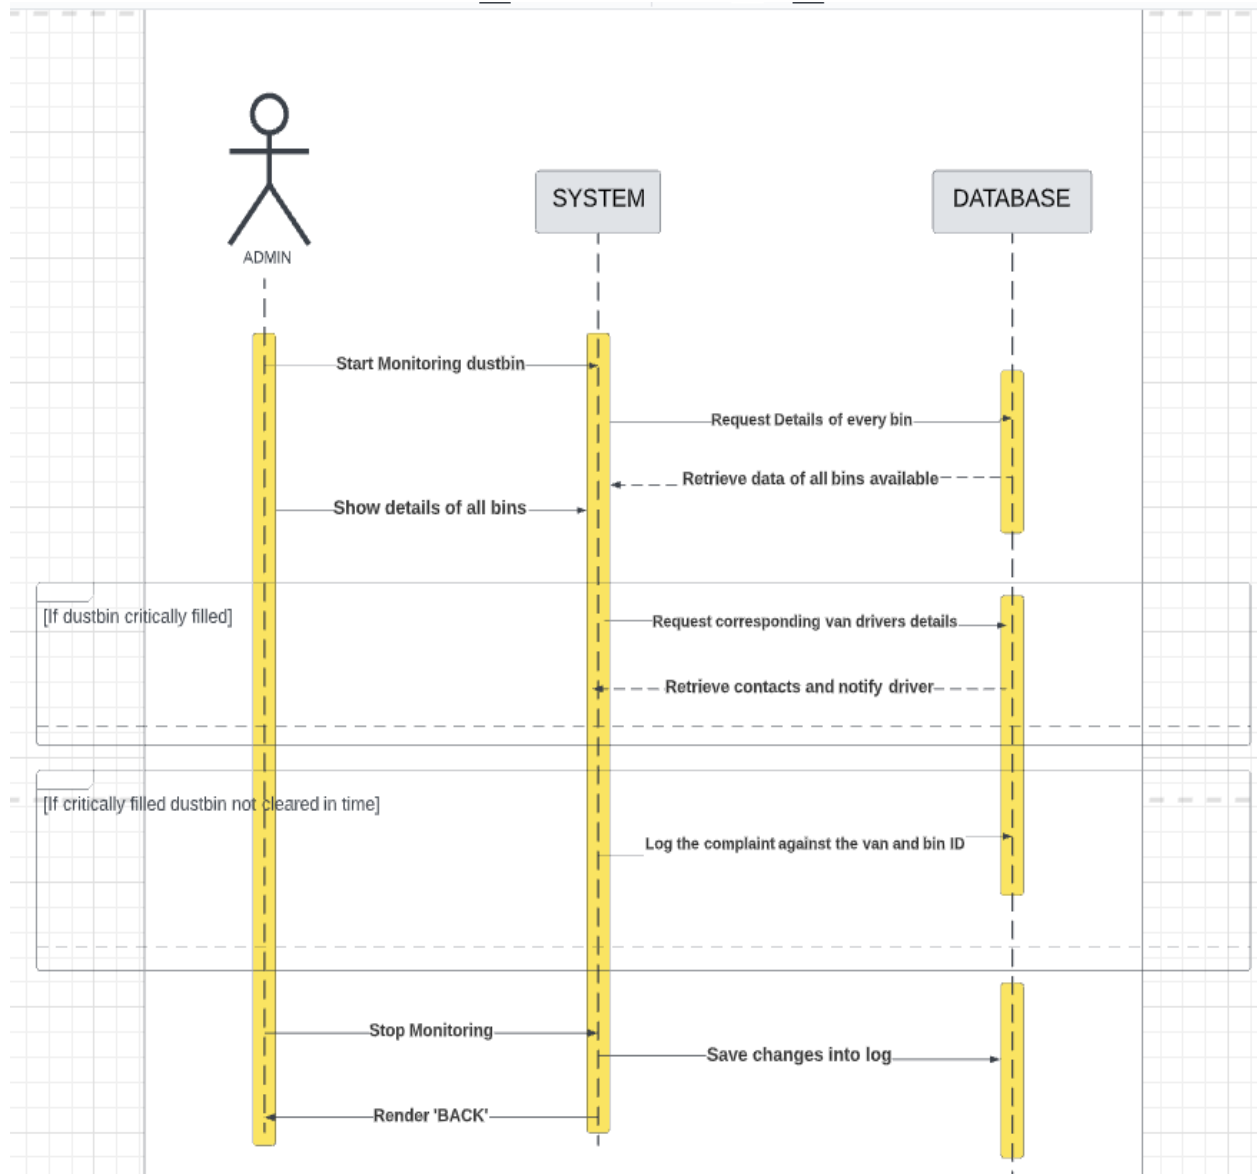 SYSTEM
DATABASE
ADMIN
Start Monitoring dustbin
Request Details of every bin
Retrieve data of all bins available
Show details of all bins
[If dustbin critically filled]
Request corresponding van drivers details
Retrieve contacts and notify driver
[If critically filled dustbin not cleared in time]
Log the complaint against the van and bin ID
Stop Monitoring
Save changes into log
Render 'BACK'